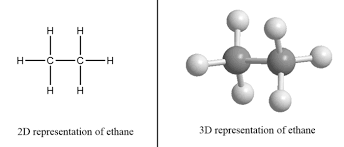 H H
H C C H
H H
2D representation of ethane
3D representation of ethane